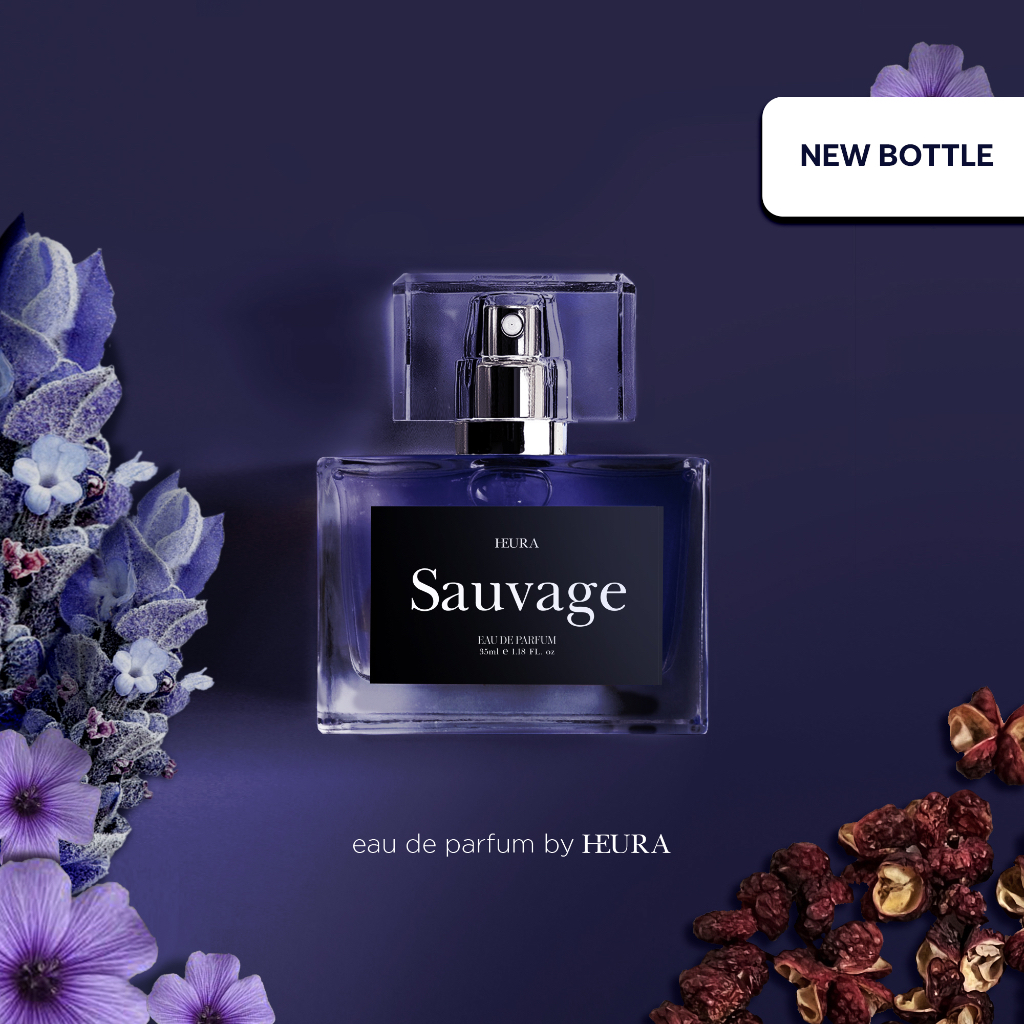 NEW BOTTLE
HEURA
Sauvage
EAU DE PARFUM
35ml e 1.18 FL. oz
eau de parfum by HEURA